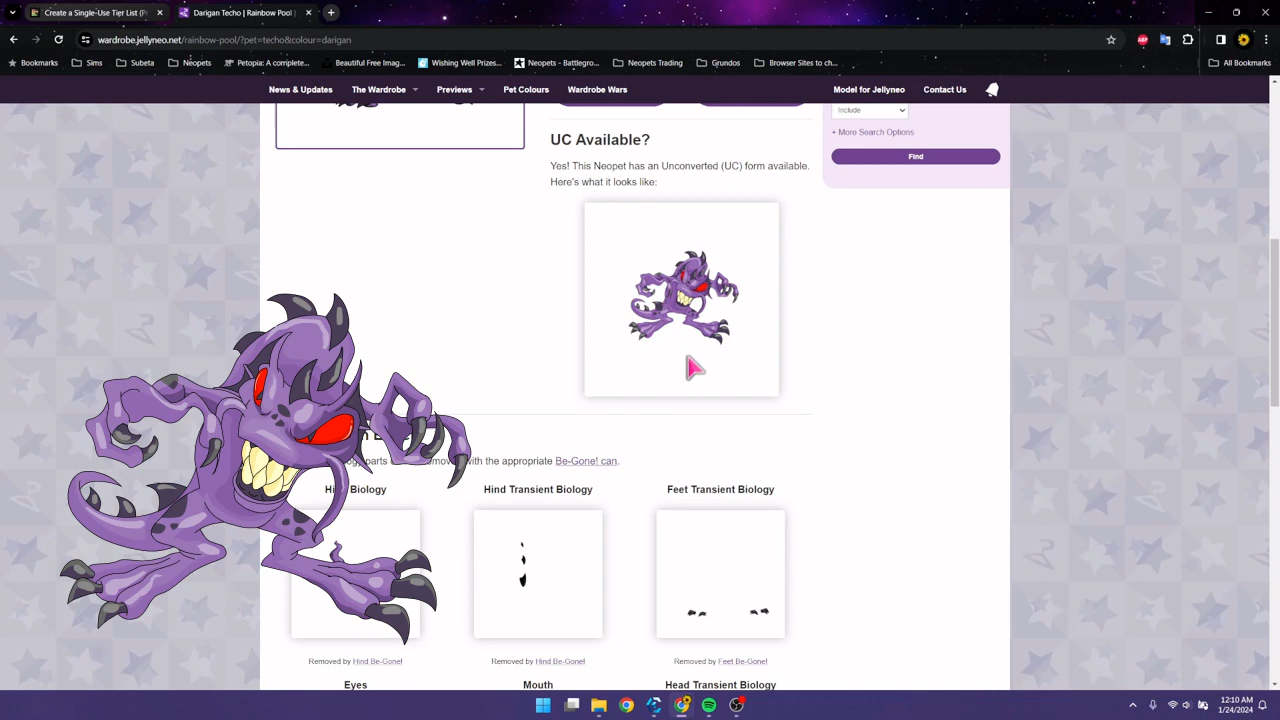 Create a Single-Use Tier List (P
Darigan Techo | Rainbow Pool |
wardrobe.jellyneo.net/rainbow-pool/?pet=techo&colour=darigan
Bookmarks
Sims
Subeta
Neopets
Petopia: A complete...
Beautiful Free Imag...
Wishing Well Prizes...
Neopets - Battlegro...
Neopets Trading
Grundos
Browser Sites to ch...
All Bookmarks
News & Updates
The Wardrobe
Previews
Pet Colours
Wardrobe Wars
Model for Jellyneo
Contact Us
Include
+ More Search Options
Find
UC Available?
Yes! This Neopet has an Unconverted (UC) form available.
Here's what it looks like:
with the appropriate Be-Gone! can.
Biology
Hind Transient Biology
Feet Transient Biology
Removed by Hind Be-Gone!
Removed by Hind Be-Gone!
Removed by Feet Be-Gone!
Eyes
Mouth
Head Transient Biology
12:10 AM
1/24/2024